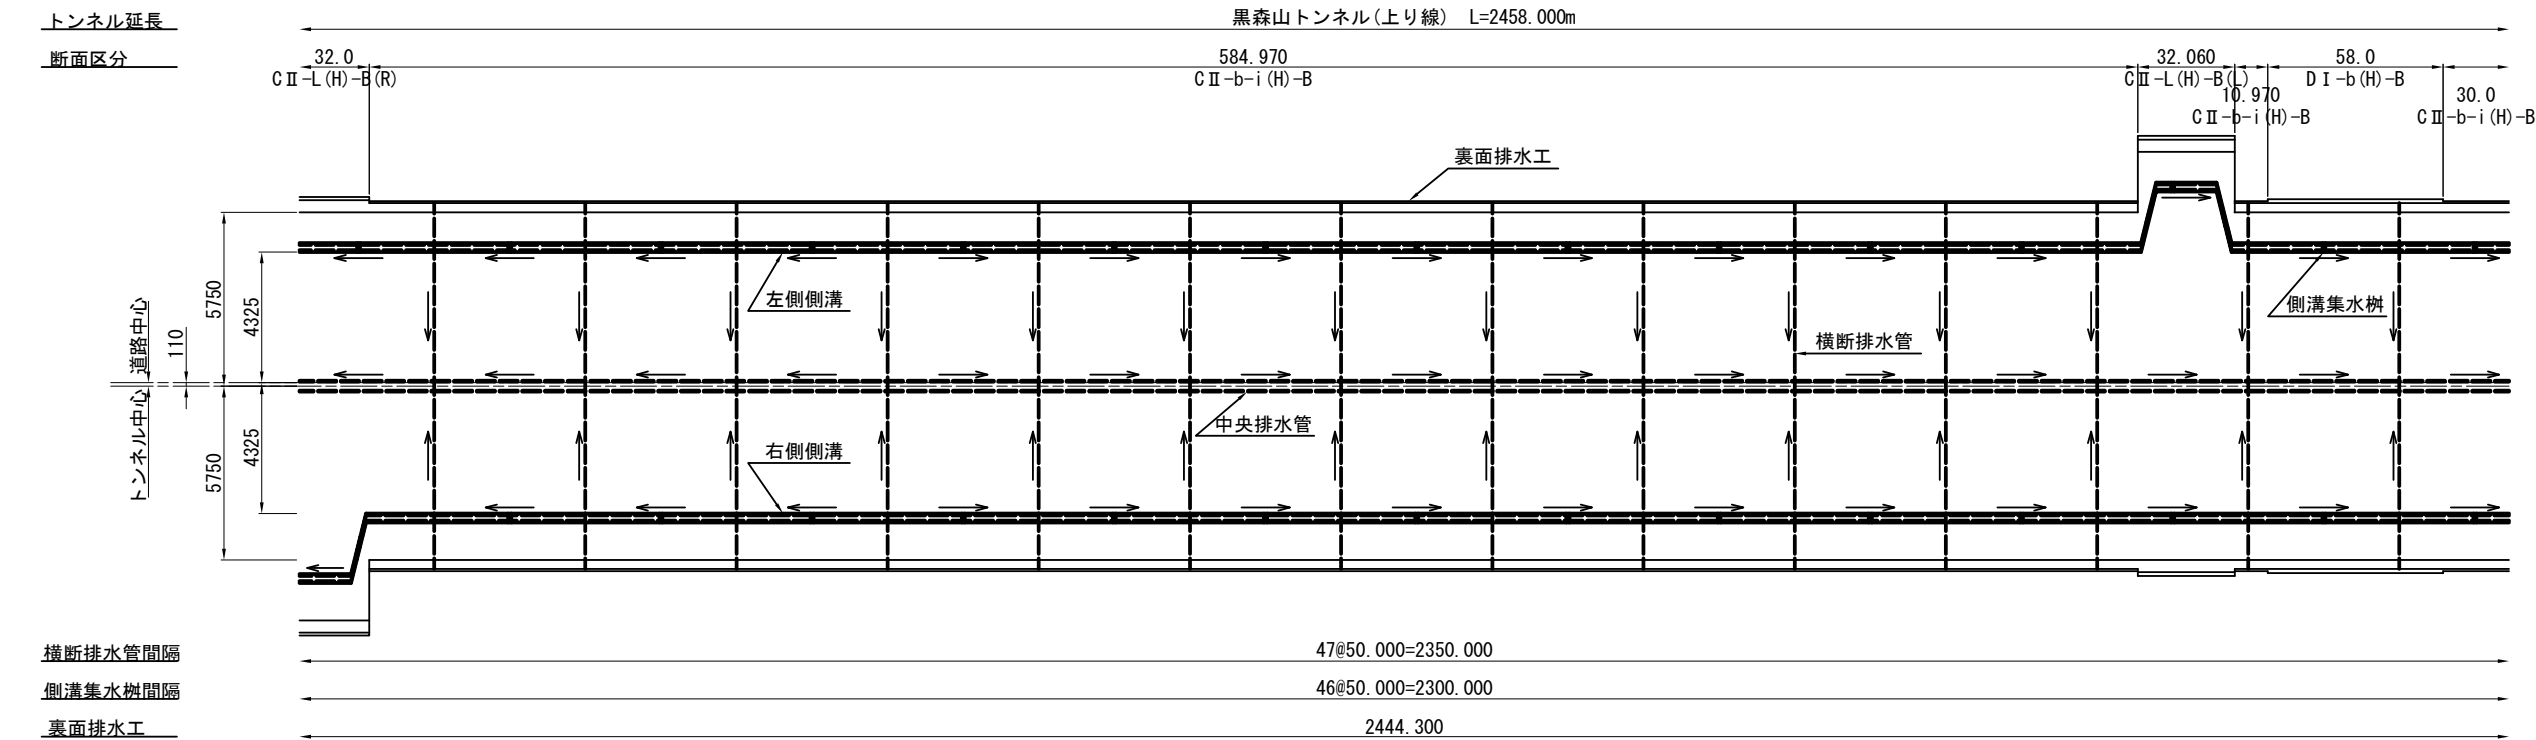 トンネル延長
黒森山トンネル(上り線) L=2458.000m
断面区分
32.0
CⅡ-L(H)-B(R)
584.970
CⅡ-b-i(H)-B
32.060
CⅡ-L(H)-B(L)
10.970
CⅡ-b-i(H)-B
58.0
DⅠ-b(H)-B
30.0
CⅡ-b-i(H)-B
裏面排水工
左側側溝
側溝集水桝
横断排水管
中央排水管
右側側溝
5750
4325
110
道路中心
トンネル中心
5750
4325
横断排水管間隔
47@50.000=2350.000
側溝集水桝間隔
46@50.000=2300.000
裏面排水工
2444.300